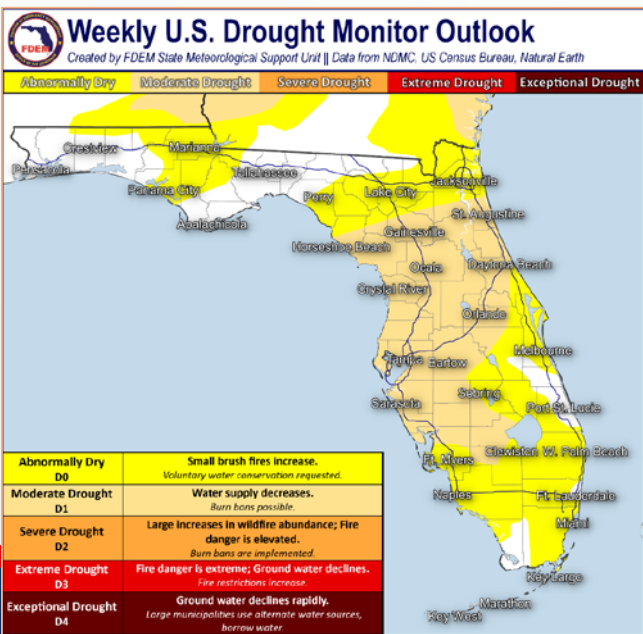 FDEM
Weekly U.S. Drought Monitor Outlook
Created by FDEM State Meteorological Support Unit || Data from NDMC, US Census Bureau, Natural Earth
Abnormally Dry Moderate Drought Severe Drought Extreme Drought Exceptional Drought
Crestview Marianna
Pensacola Tallahassee
Panama City
Apalachicola
Perry Lake City Jacksonville
St. Augustine
Gainesville
Horseshoe Beach
Ocala Daytona Beach
Crystal River
Orlando
Tampa Bartow Melbourne
Sebring
Sarasota Port St. Lucie
Clewiston W. Palm Beach
Ft. Myers
Naples Ft. Lauderdale
Miami
Key Largo
Marathon
Key West
Abnormally Dry
D0
Small brush fires increase.
Voluntary water conservation requested.
Moderate Drought
D1
Water supply decreases.
Burn bans possible.
Severe Drought
D2
Large increases in wildfire abundance; Fire
danger is elevated.
Burn bans are implemented.
Extreme Drought
D3
Fire danger is extreme; Ground water declines.
Fire restrictions increase.
Exceptional Drought
D4
Ground water declines rapidly.
Large municipalities use alternate water sources,
borrow water.